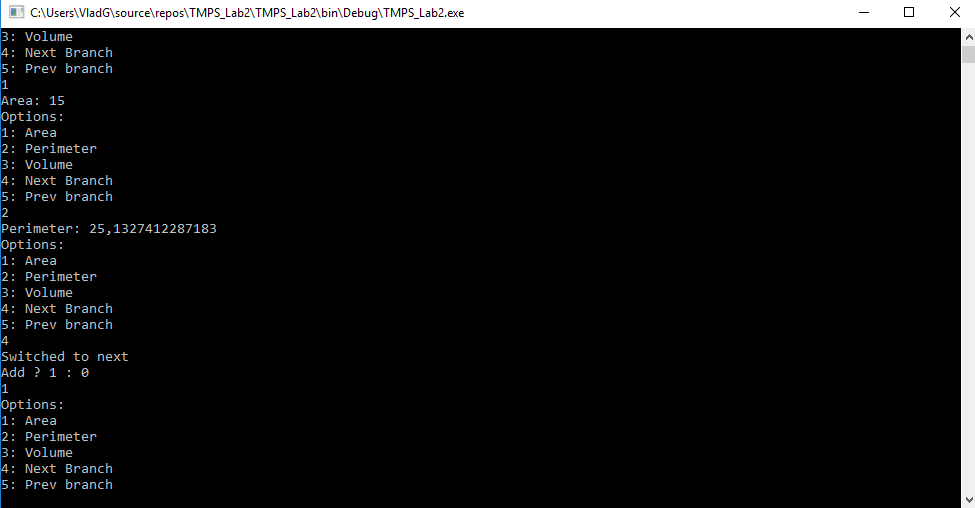 C:\Users\VladG\source\repos\TMPS_Lab2\TMPS_Lab2\bin\Debug\TMPS_Lab2.exe
3: Volume
4: Next Branch
5: Prev branch
1
Area: 15
Options:
1: Area
2: Perimeter
3: Volume
4: Next Branch
5: Prev branch
2
Perimeter: 25,1327412287183
Options:
1: Area
2: Perimeter
3: Volume
4: Next Branch
5: Prev branch
4
Switched to next
Add ? 1 : 0
1
Options:
1: Area
2: Perimeter
3: Volume
4: Next Branch
5: Prev branch